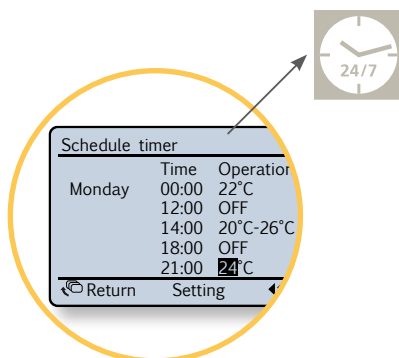 24/7
Schedule timer
Time Operation
Monday 00:00 22°C
12:00 OFF
14:00 20°C-26°C
18:00 OFF
21:00 24°C
Return Setting